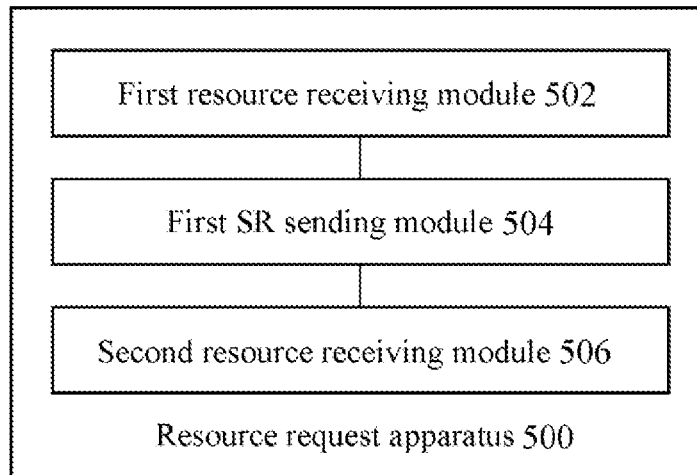 First resource receiving module 502
First SR sending module 504
Second resource receiving module 506
Resource request apparatus 500